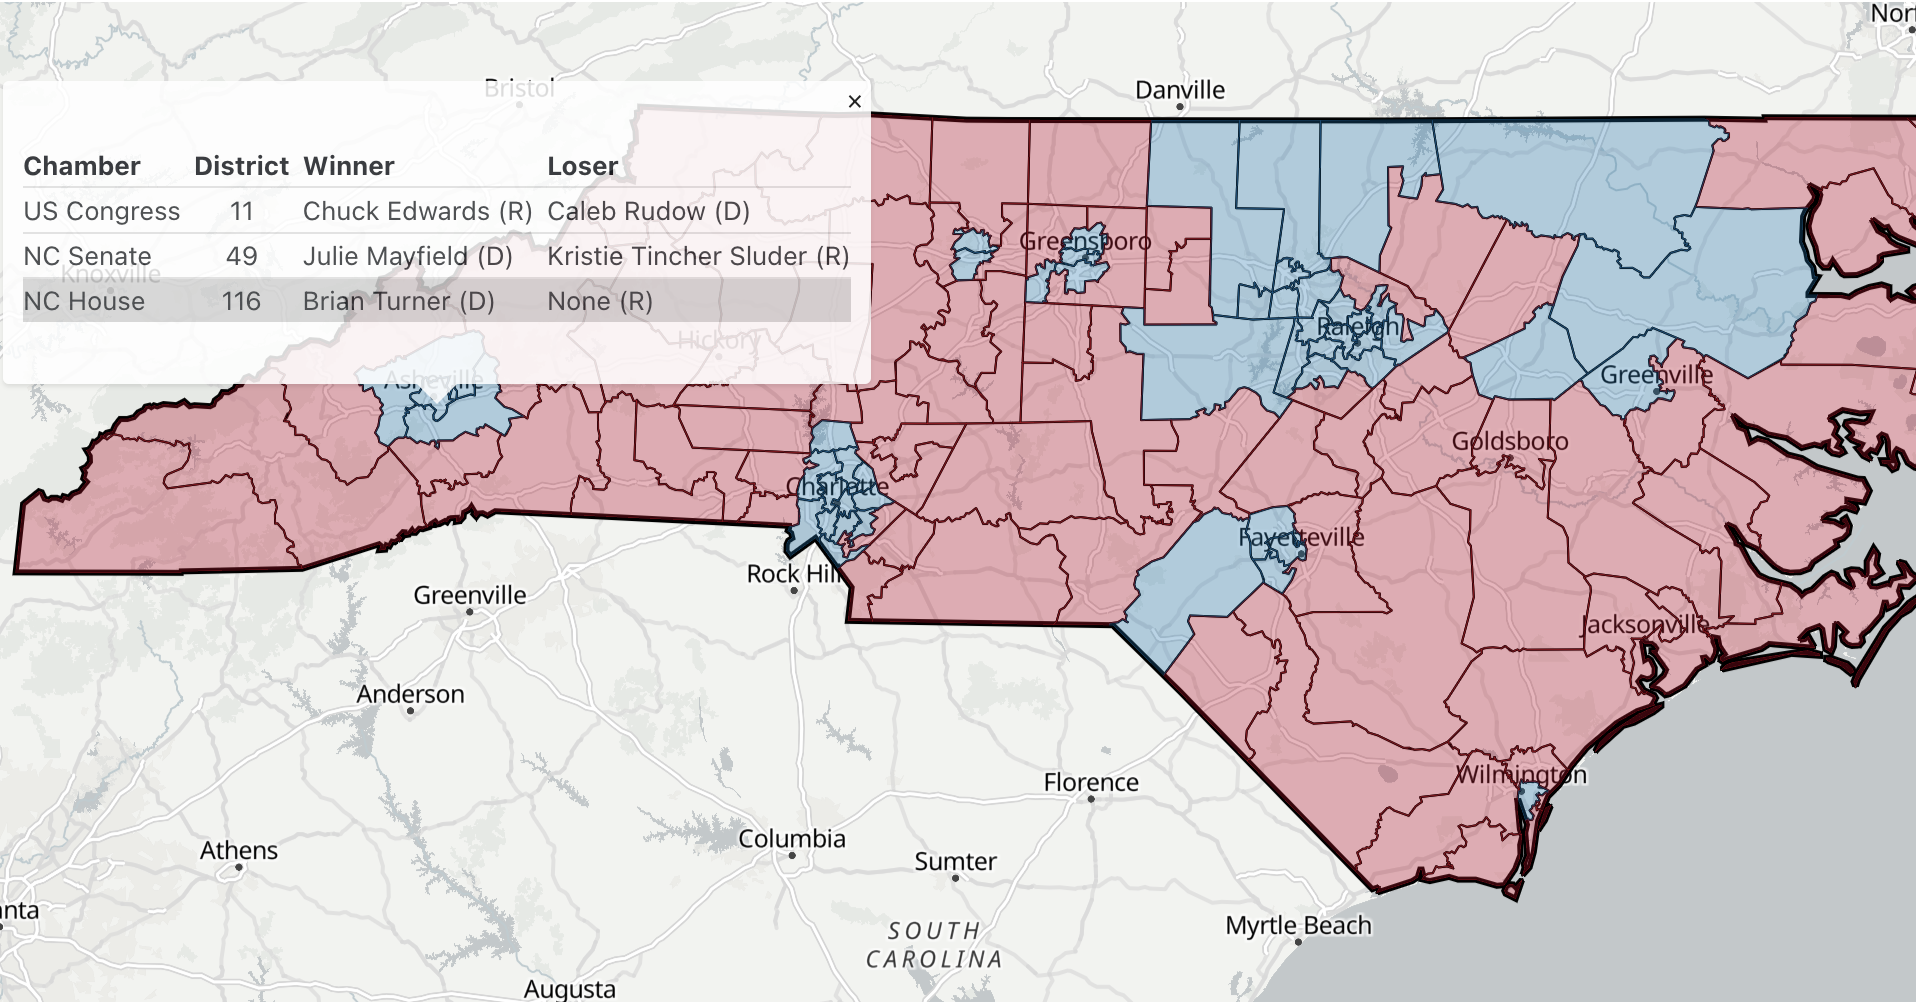 Nor
Bristol
Danville
×
Chamber District Winner Loser
US Congress 11 Chuck Edwards (R) Caleb Rudow (D)
NC Senate 49 Julie Mayfield (D) Kristie Tincher Sluder (R)
NC House 116 Brian Turner (D) None (R)
Knoxville
Greensboro
Raleigh
Hickory
Asheville
Greenville
Goldsboro
Charlotte
Fayetteville
Rock Hill
Greenville
Jacksonville
Anderson
Wilmington
Florence
Columbia
Athens
Sumter
nta
SOUTH
CAROLINA
Myrtle Beach
Augusta